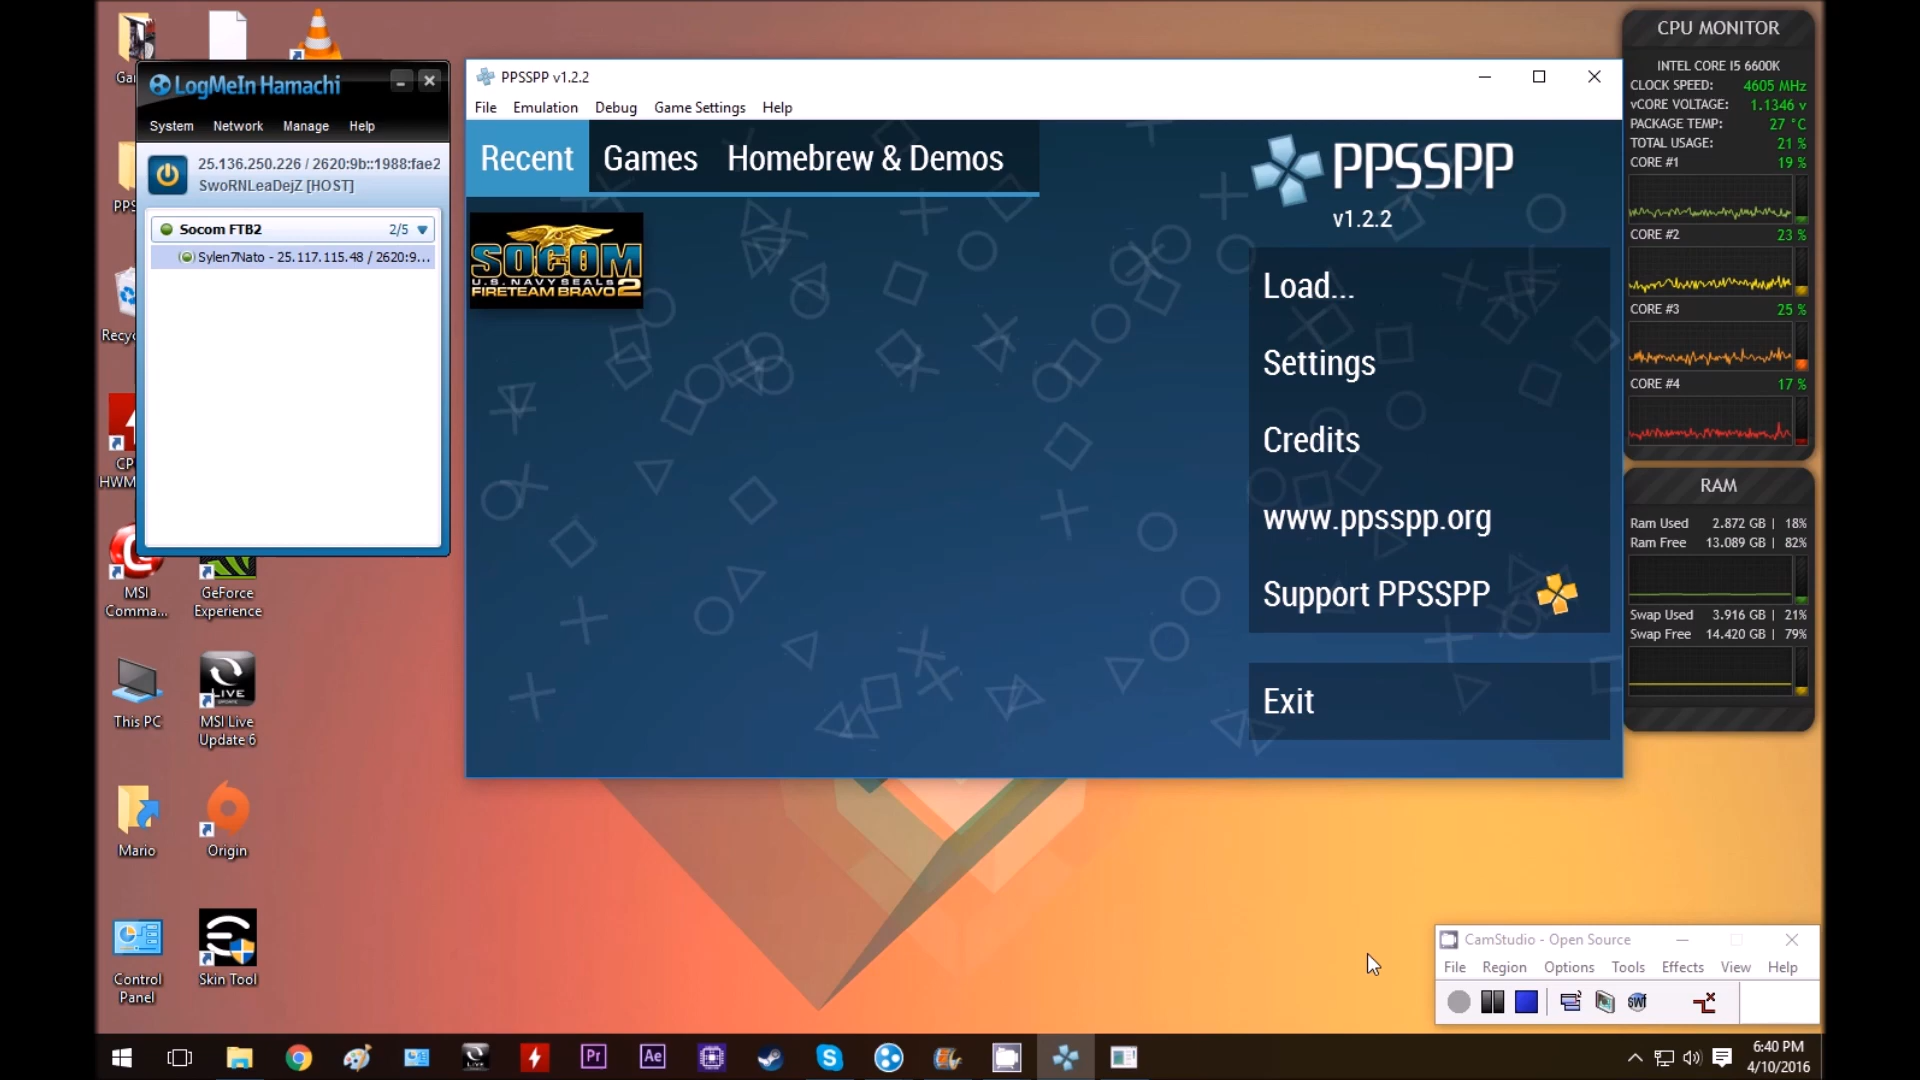 Recy
CP
HWM
MSI
Comma...
GeForce
Experience
This PC
LIVE
UPDATE
MSI Live
Update 6
Mario
Origin
Control
Panel
Skin Tool
LogMeIn Hamachi
System Network Manage Help
25.136.250.226 / 2620:9b::1988:fae2
SwoRNLeaDejZ [HOST]
Socom FTB2 2/5
Sylen7Nato - 25.117.115.48 / 2620:9...
PPSSPP v1.2.2
File Emulation Debug Game Settings Help
Recent Games Homebrew & Demos
SOCOM
U.S. NAVY SEALS
FIRETEAM BRAVO 2
PPSSPP
v1.2.2
Load...
Settings
Credits
www.ppsspp.org
Support PPSSPP
Exit
CPU MONITOR
INTEL CORE I5 6600K
CLOCK SPEED: 4605 MHz
vCORE VOLTAGE: 1.1346 v
PACKAGE TEMP: 27 °C
TOTAL USAGE: 21 %
CORE #1 19 %
CORE #2 23 %
CORE #3 25 %
CORE #4 17 %
RAM
Ram Used 2.872 GB | 18%
Ram Free 13.089 GB | 82%
Swap Used 3.916 GB | 21%
Swap Free 14.420 GB | 79%
CamStudio - Open Source
File Region Options Tools Effects View Help
swf
Pr Ae
6:40 PM
4/10/2016